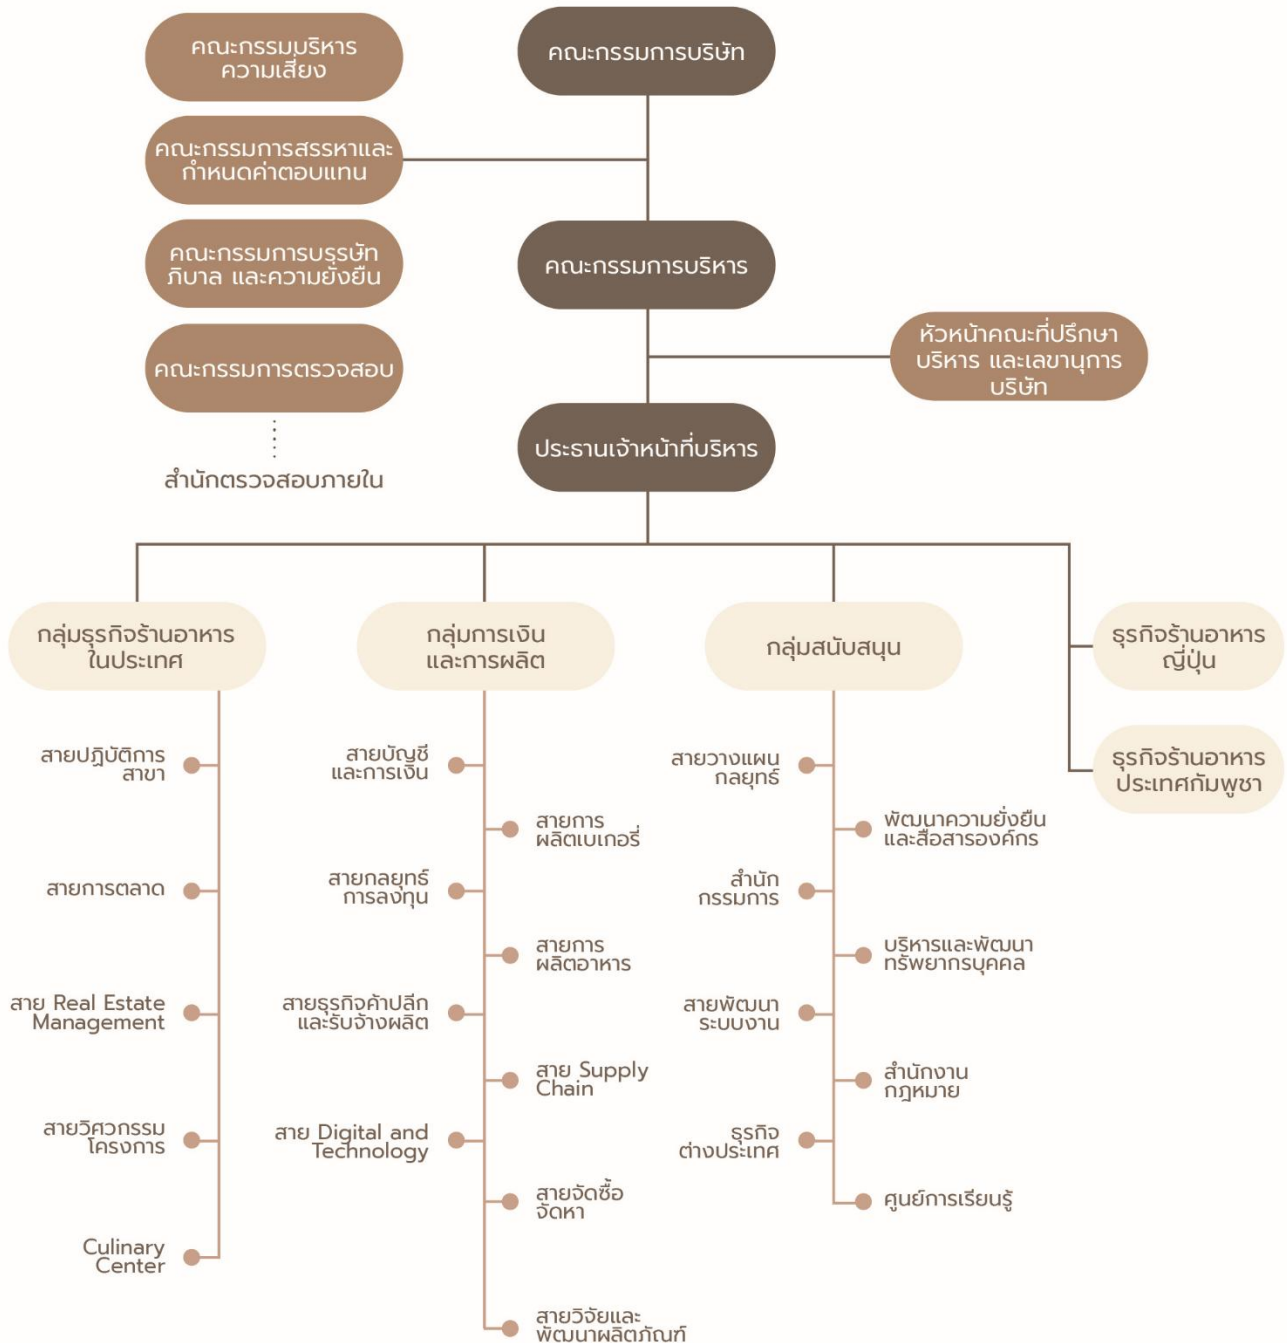 คณะกรรมบริหาร
ความเสี่ยง
คณะกรรมการบริษัท
คณะกรรมการสรรหาและ
กำหนดค่าตอบแทน
คณะกรรมการบรรษัท
ภิบาล และความยั่งยืน
คณะกรรมการบริหาร
คณะกรรมการตรวจสอบ
หัวหน้าคณะที่ปรึกษา
บริหาร และเลขานุการ
บริษัท
ประธานเจ้าหน้าที่บริหาร
สำนักตรวจสอบภายใน
กลุ่มธุรกิจร้านอาหาร
ในประเทศ
สายปฏิบัติการ
สาขา
สายการตลาด
สาย Real Estate
Management
สายวิศวกรรม
โครงการ
Culinary
Center
กลุ่มการเงิน
และการผลิต
สายบัญชี
และการเงิน
สายการ
ผลิตเบเกอรี่
สายกลยุทธ์
การลงทุน
สายการ
ผลิตอาหาร
สายธุรกิจค้าปลีก
และรับจ้างผลิต
สาย Supply
Chain
สาย Digital and
Technology
สายจัดซื้อ
จัดหา
สายวิจัยและ
พัฒนาผลิตภัณฑ์
กลุ่มสนับสนุน
สายวางแผน
กลยุทธ์
พัฒนาความยั่งยืน
และสื่อสารองค์กร
สำนัก
กรรมการ
บริหารและพัฒนา
ทรัพยากรบุคคล
สายพัฒนา
ระบบงาน
สำนักงาน
กฎหมาย
ธุรกิจ
ต่างประเทศ
ศูนย์การเรียนรู้
ธุรกิจร้านอาหาร
ญี่ปุ่น
ธุรกิจร้านอาหาร
ประเทศกัมพูชา